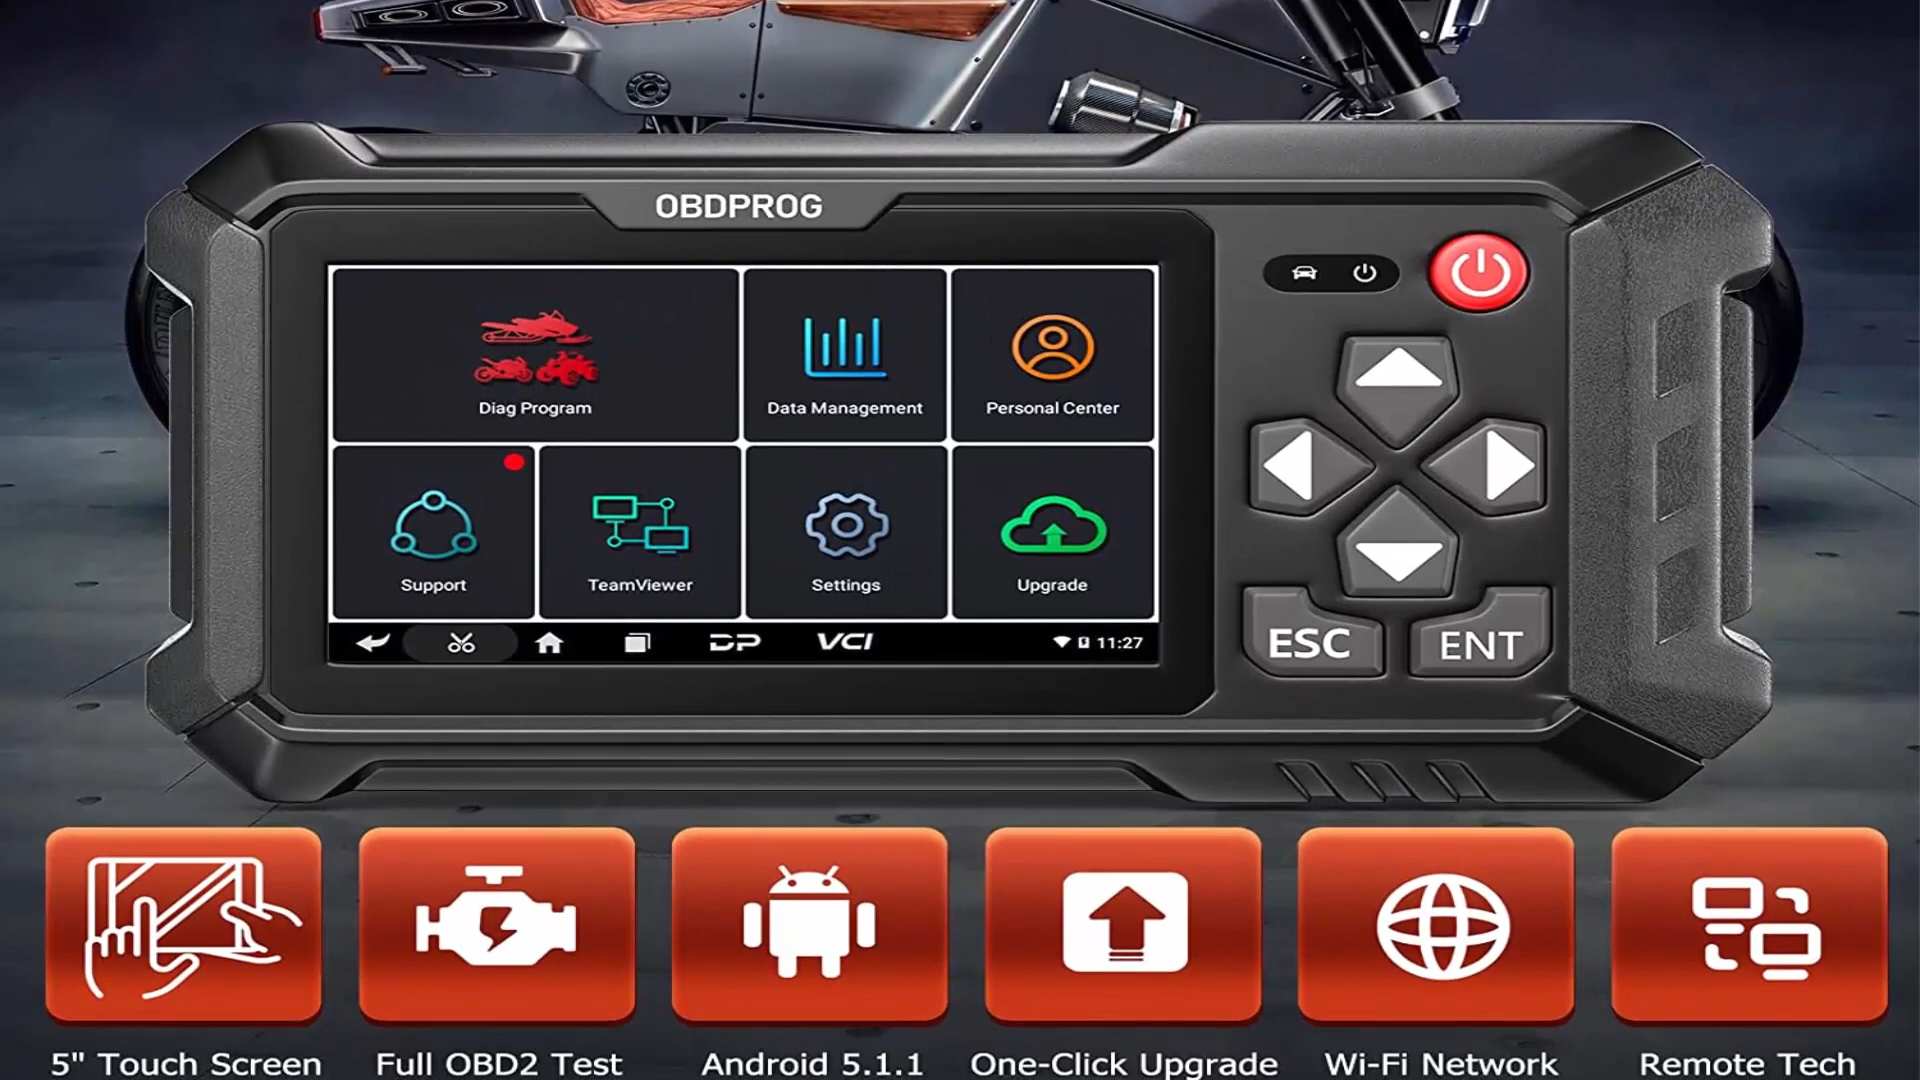 OBDPROG
Diag Program
Data Management
Personal Center
Support
TeamViewer
Settings
Upgrade
DP
VCI
11:27
ESC
ENT
5" Touch Screen
Full OBD2 Test
Android 5.1.1
One-Click Upgrade
Wi-Fi Network
Remote Tech